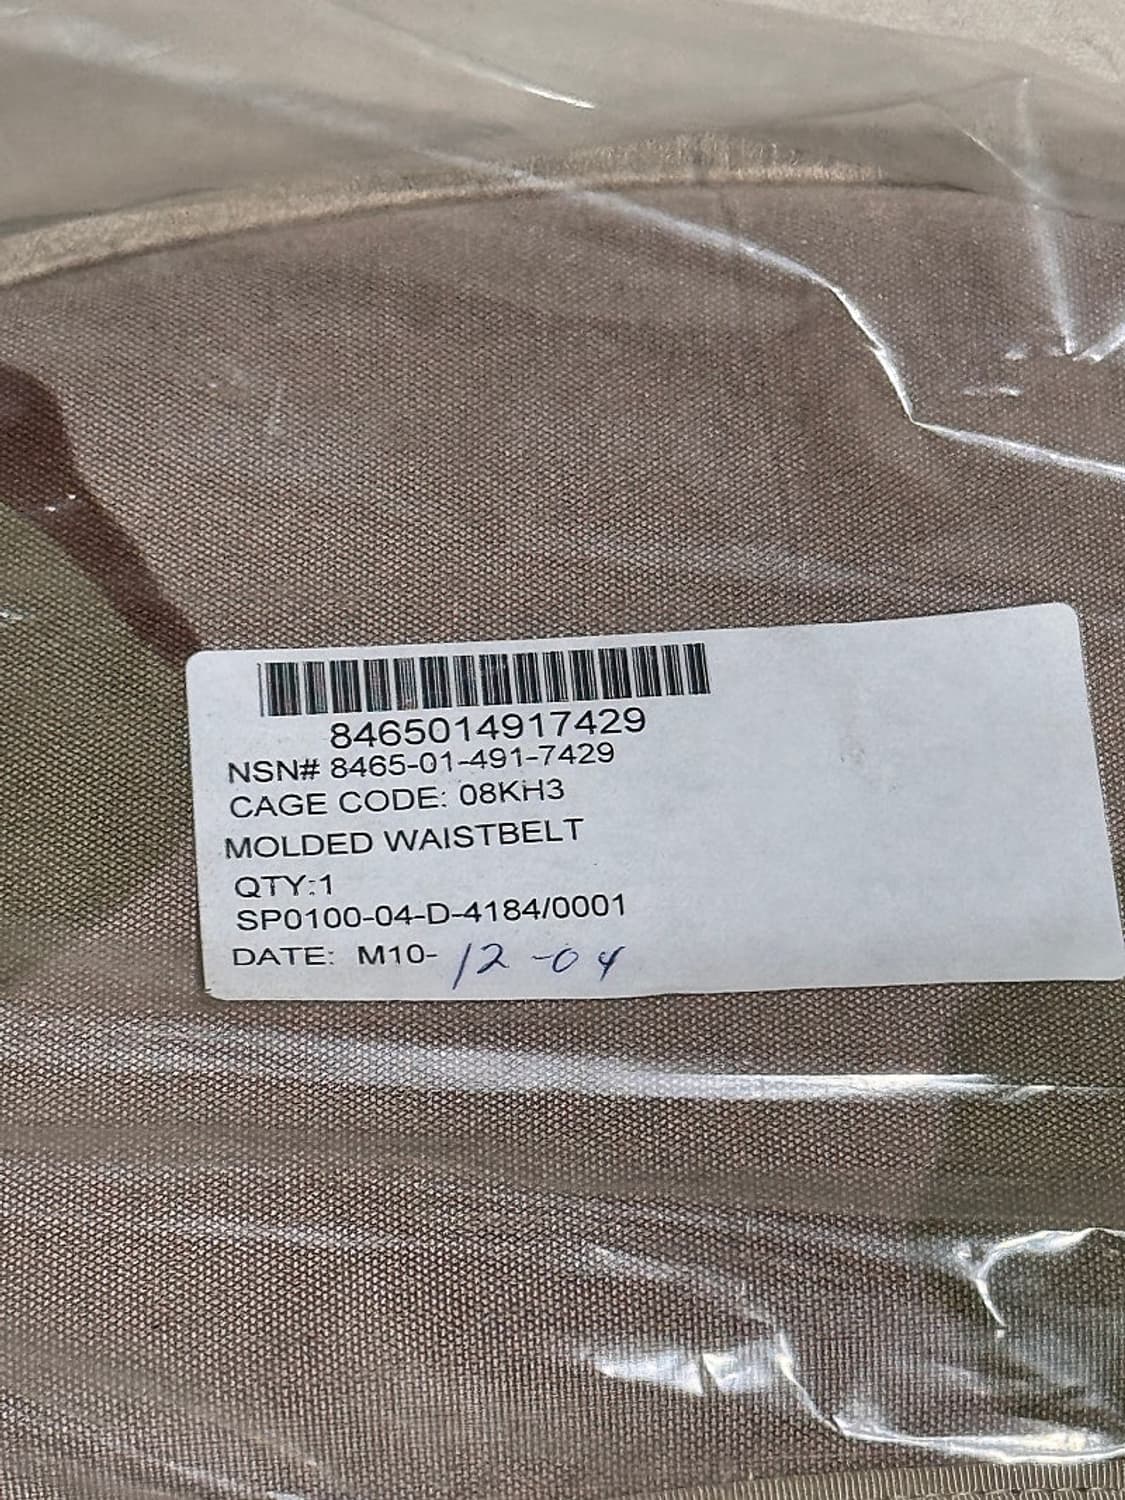 8465014917429
NSN# 8465-01-491-7429
CAGE CODE: 08KH3
MOLDED WAISTBELT
QTY:1
SP0100-04-D-4184/0001
DATE: M10- 12-04